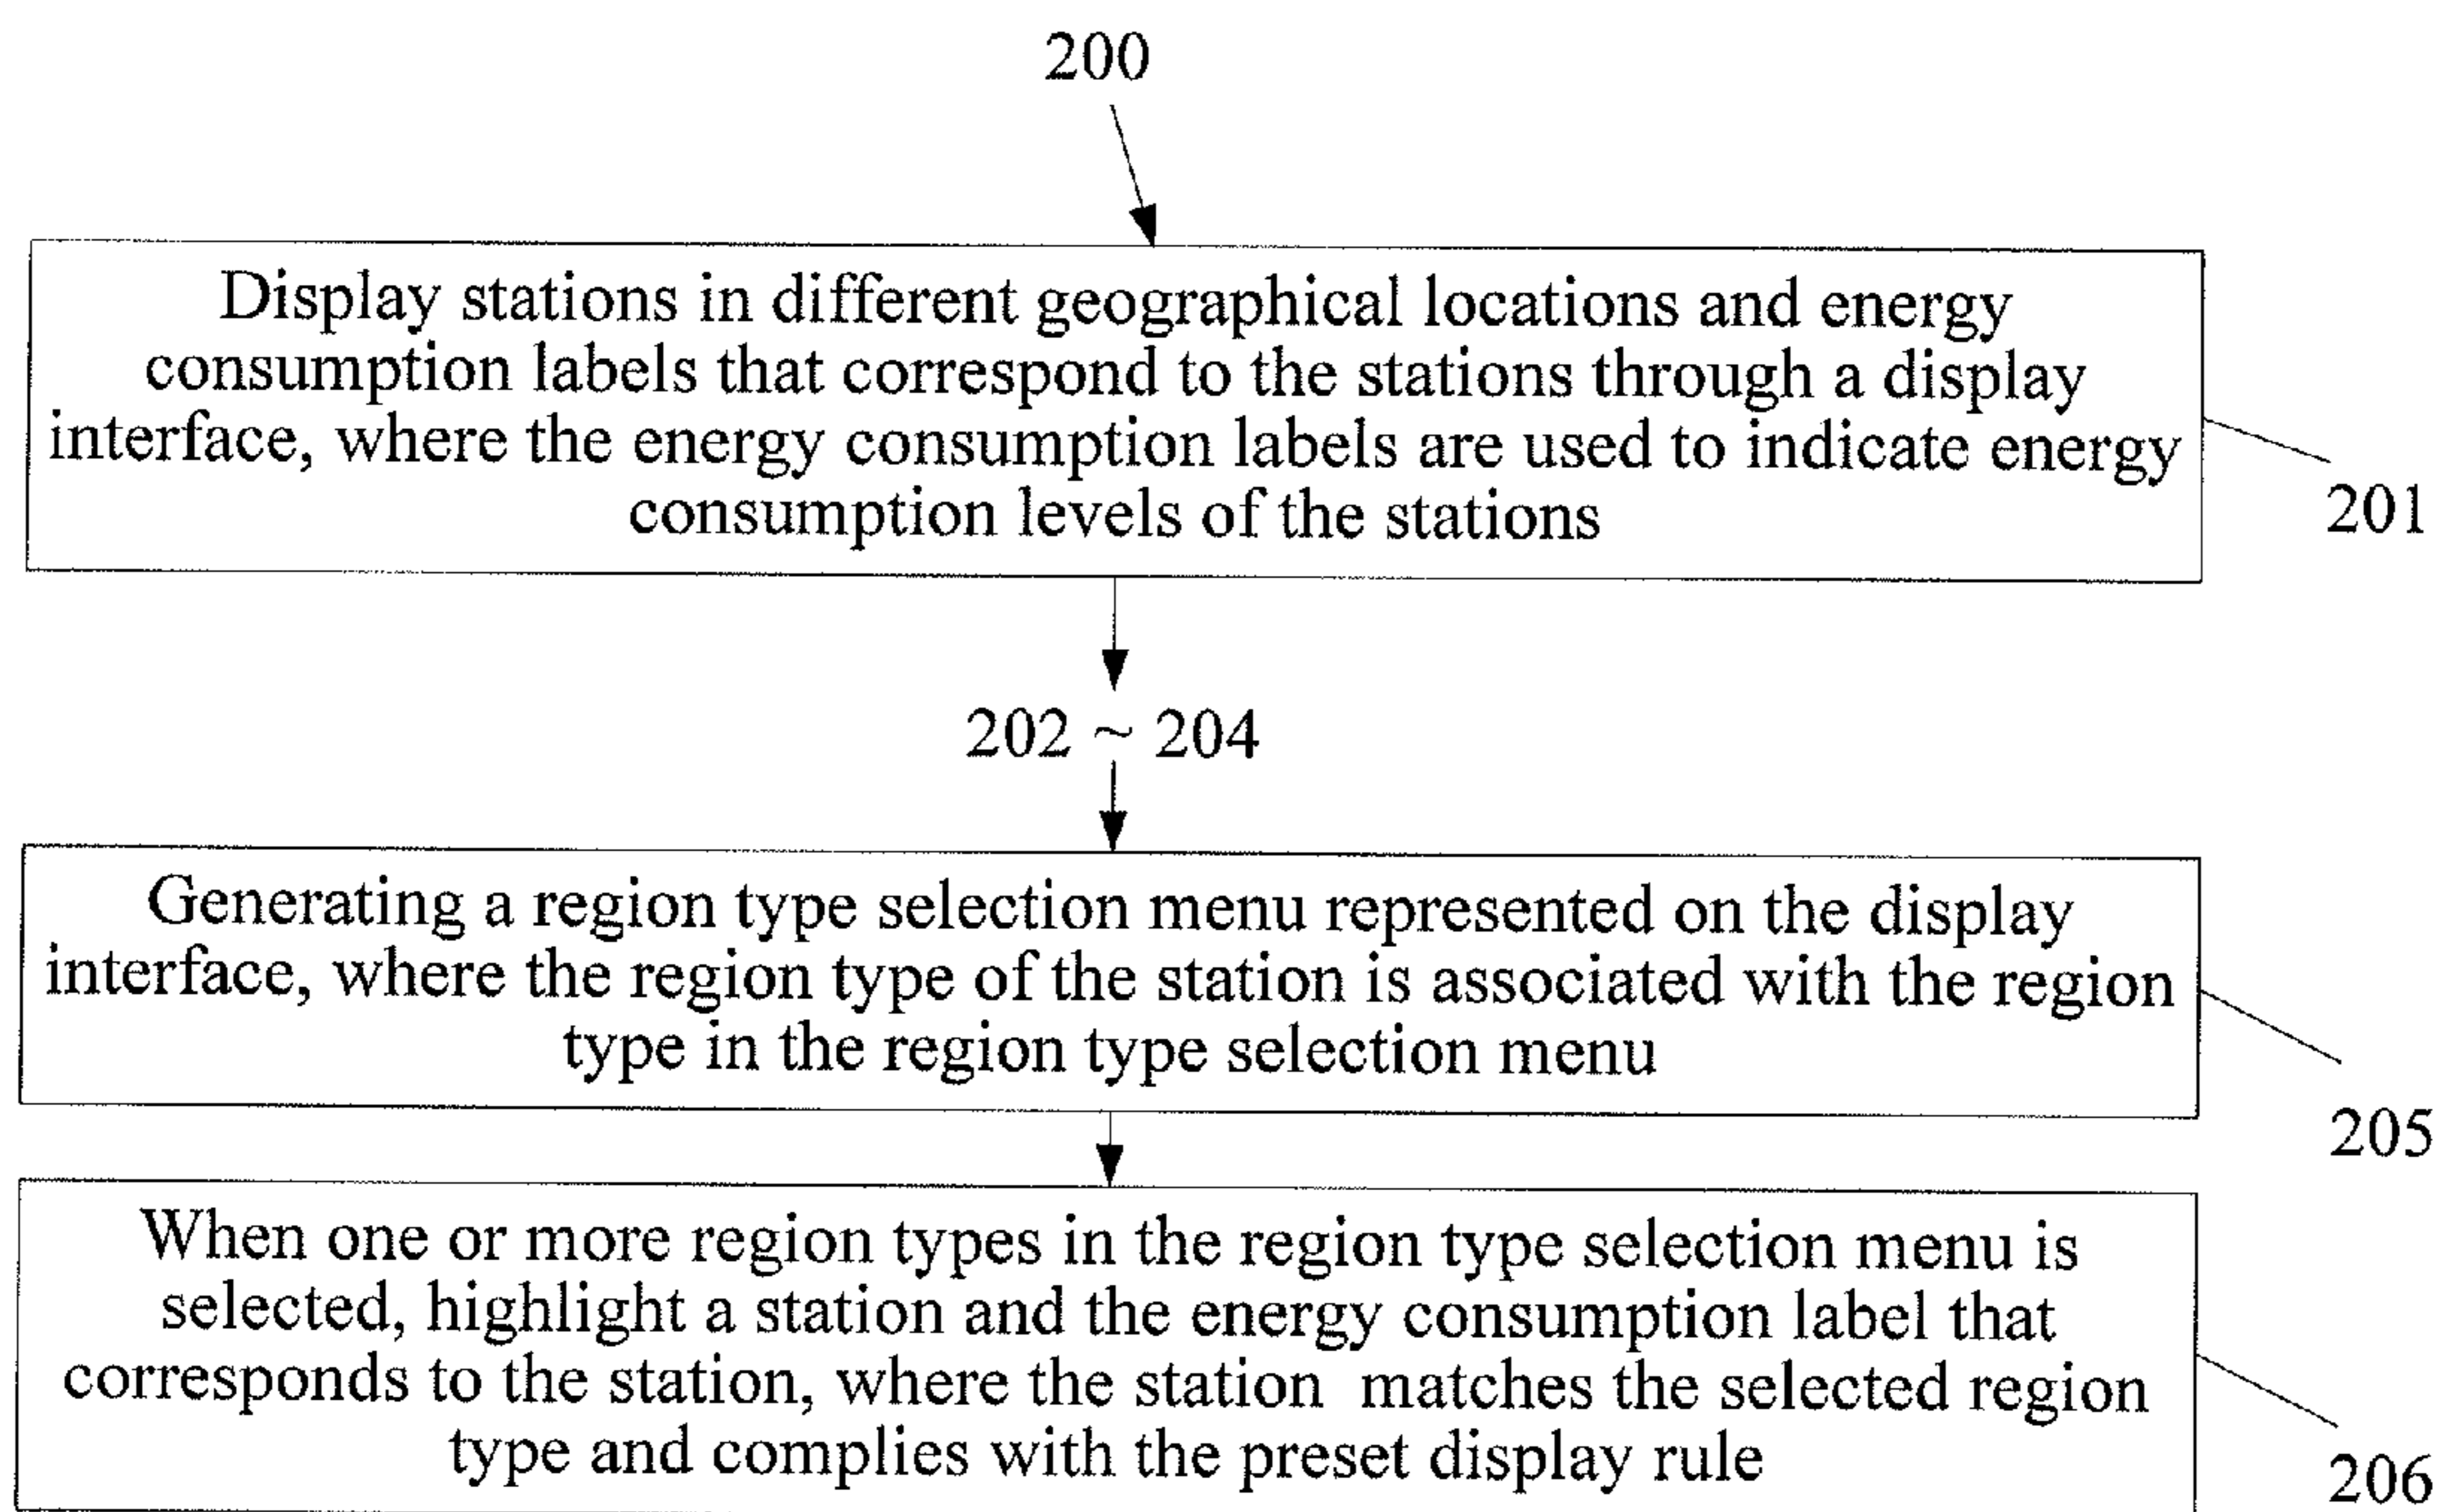 200
Display stations in different geographical locations and energy
consumption labels that correspond to the stations through a display
interface, where the energy consumption labels are used to indicate energy
consumption levels of the stations
201
202 ~ 204
Generating a region type selection menu represented on the display
interface, where the region type of the station is associated with the region
type in the region type selection menu
205
When one or more region types in the region type selection menu is
selected, highlight a station and the energy consumption label that
corresponds to the station, where the station matches the selected region
type and complies with the preset display rule
206